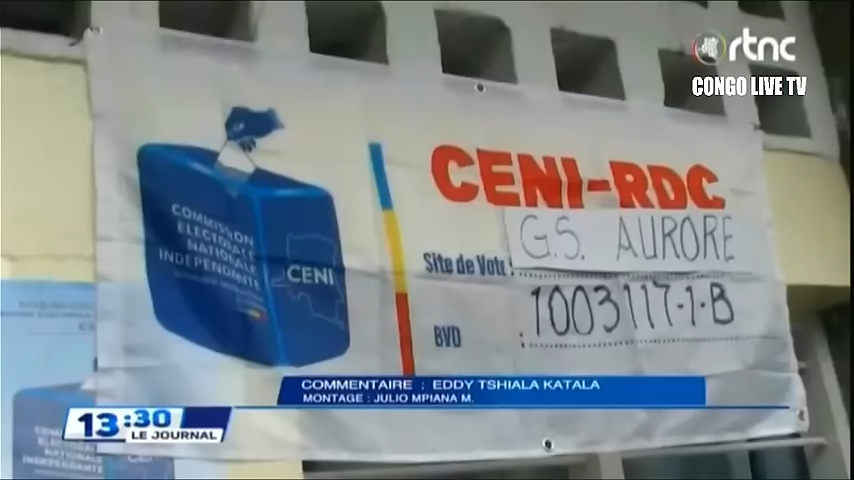 rtnc
CONGO LIVE TV
CENI-RDC
G.S. AURORE
Site de Vote :
1003117-1-B
BVD
COMMISSION
ELECTORALE
NATIONALE
INDEPENDANTE
CENI
COMMENTAIRE : EDDY TSHIALA KATALA
MONTAGE : JULIO MPIANA M.
13:30
LE JOURNAL